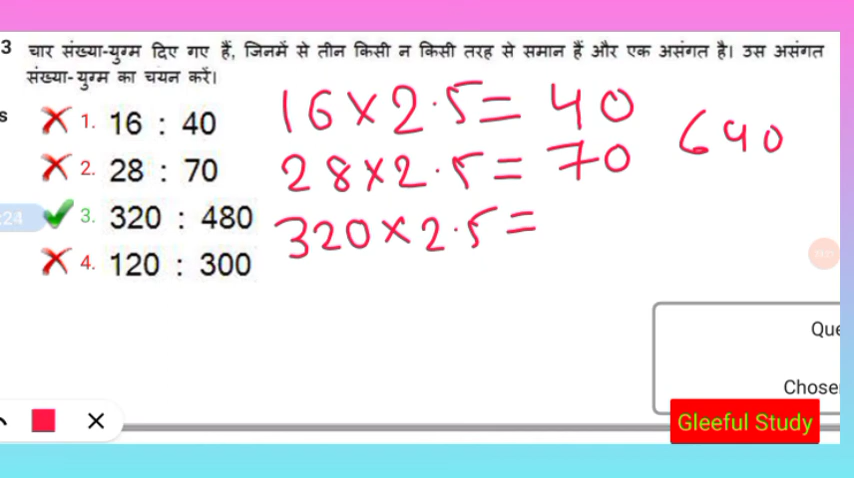 3 चार संख्या-युग्म दिए गए हैं, जिनमें से तीन किसी न किसी तरह से समान हैं और एक असंगत है। उस असंगत
संख्या-युग्म का चयन करें।
s
1. 16 : 40
2. 28 : 70
:24
3. 320 : 480
4. 120 : 300
16 × 2.5 = 40
28 × 2.5 = 70
320 × 2.5 =
640
Que
Chose
Gleeful Study